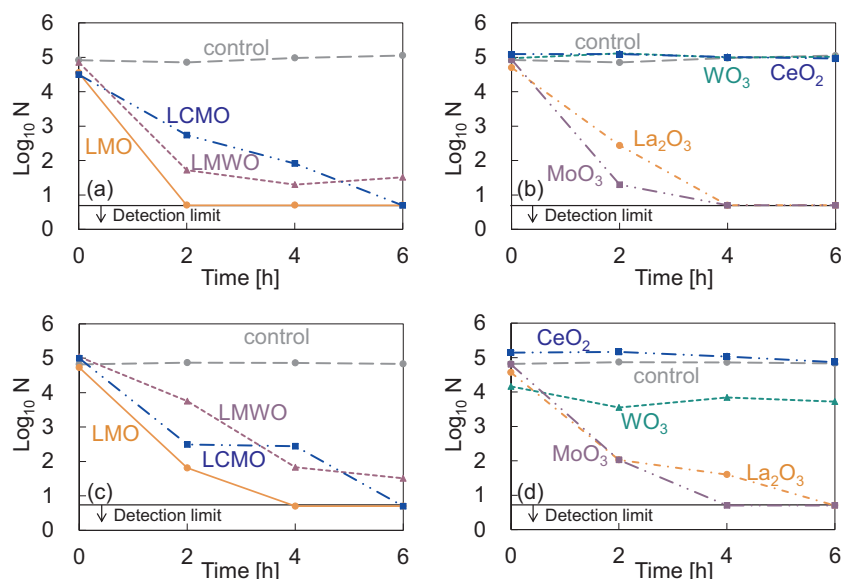 6
5
4
3
2
1
0
Log₁₀ N
control
LCMO
LMO
LMWO
(a)
Detection limit
0 2 4 6
Time [h]
6
5
4
3
2
1
0
Log₁₀ N
control
WO₃
CeO₂
La₂O₃
MoO₃
(b)
Detection limit
0 2 4 6
Time [h]
6
5
4
3
2
1
0
Log₁₀ N
control
LMWO
LMO
LCMO
(c)
Detection limit
0 2 4 6
Time [h]
6
5
4
3
2
1
0
Log₁₀ N
CeO₂
control
WO₃
MoO₃
La₂O₃
(d)
Detection limit
0 2 4 6
Time [h]